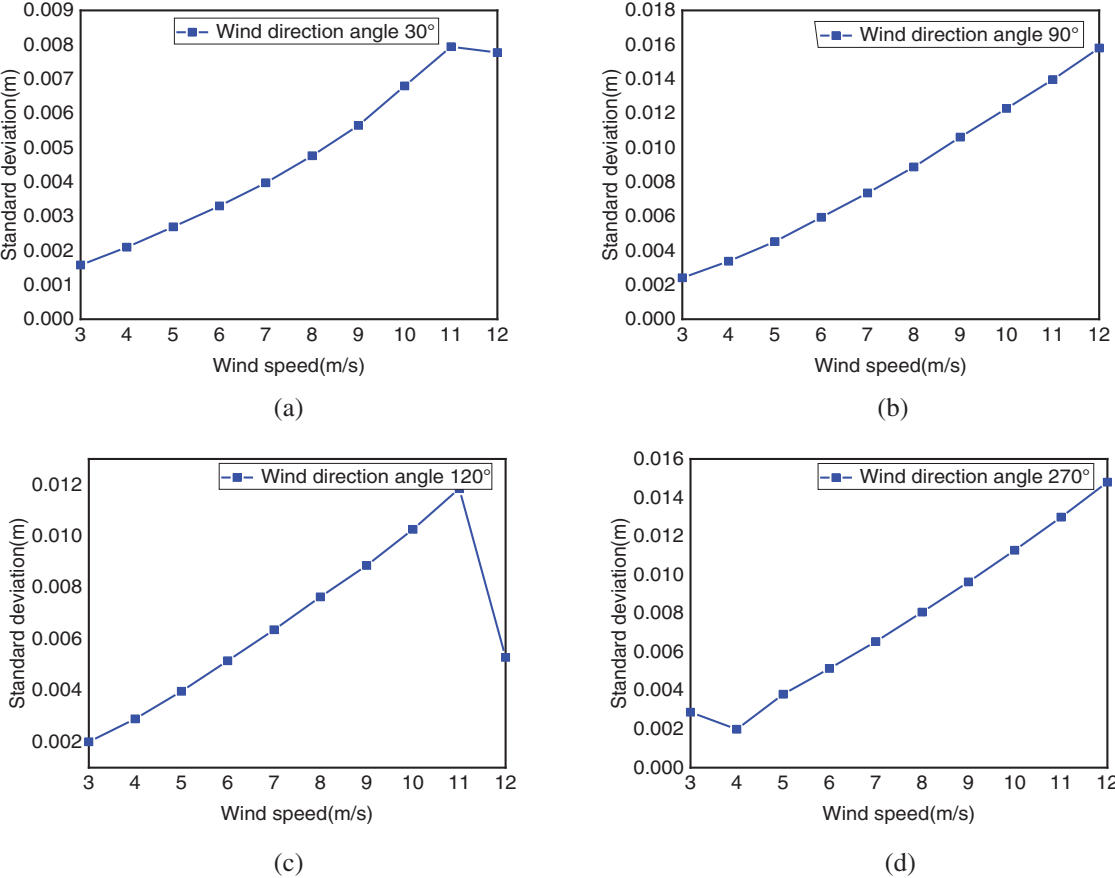 Standard deviation(m)
0.009
0.008
0.007
0.006
0.005
0.004
0.003
0.002
0.001
0.000
Wind direction angle 30°
3 4 5 6 7 8 9 10 11 12
Wind speed(m/s)
(a)
Standard deviation(m)
0.018
0.016
0.014
0.012
0.010
0.008
0.006
0.004
0.002
0.000
Wind direction angle 90°
3 4 5 6 7 8 9 10 11 12
Wind speed(m/s)
(b)
Standard deviation(m)
0.012
0.010
0.008
0.006
0.004
0.002
Wind direction angle 120°
3 4 5 6 7 8 9 10 11 12
Wind speed(m/s)
(c)
Standard deviation(m)
0.016
0.014
0.012
0.010
0.008
0.006
0.004
0.002
0.000
Wind direction angle 270°
3 4 5 6 7 8 9 10 11 12
Wind speed(m/s)
(d)